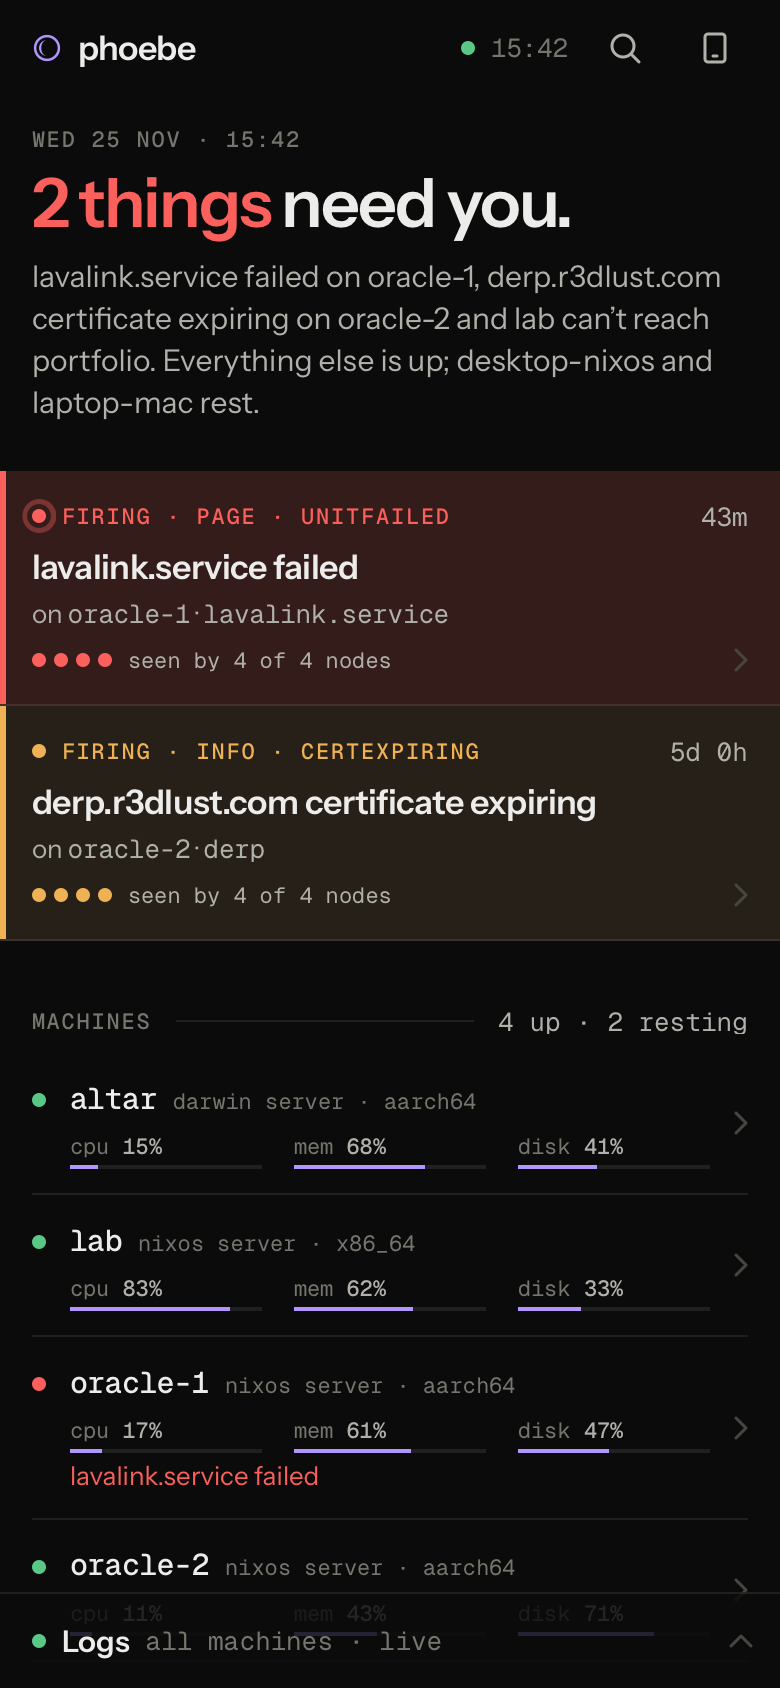 phoebe
15:42
WED 25 NOV · 15:42
2 things need you.
lavalink.service failed on oracle-1, derp.r3dlust.com
certificate expiring on oracle-2 and lab can’t reach
portfolio. Everything else is up; desktop-nixos and
laptop-mac rest.
FIRING · PAGE · UNITFAILED 43m
lavalink.service failed
on oracle-1·lavalink.service
seen by 4 of 4 nodes
FIRING · INFO · CERTEXPIRING 5d 0h
derp.r3dlust.com certificate expiring
on oracle-2·derp
seen by 4 of 4 nodes
MACHINES 4 up · 2 resting
altar darwin server · aarch64
cpu 15% mem 68% disk 41%
lab nixos server · x86_64
cpu 83% mem 62% disk 33%
oracle-1 nixos server · aarch64
cpu 17% mem 61% disk 47%
lavalink.service failed
oracle-2 nixos server · aarch64
cpu 11% mem 43% disk 71%
Logs all machines · live